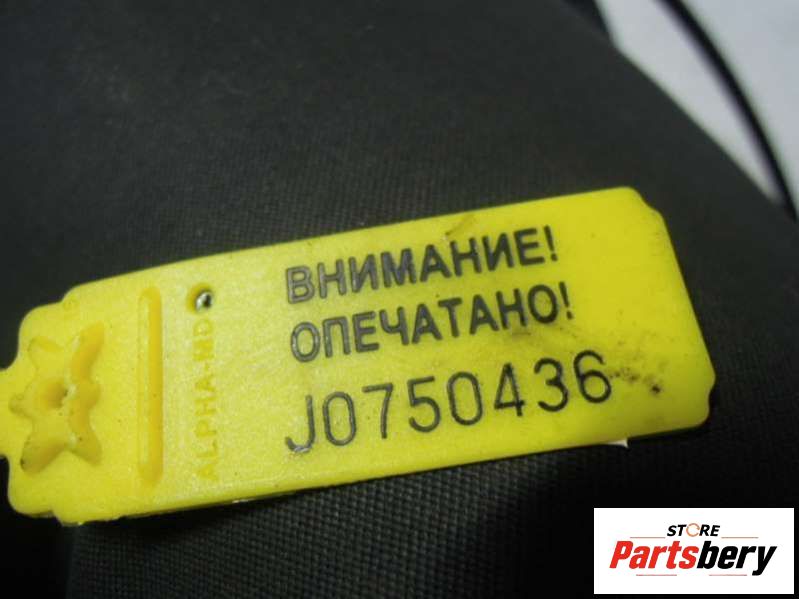 ВНИМАНИЕ!
ОПЕЧАТАНО!
J0750436
ALPHA-MD
STORE
Partsbery